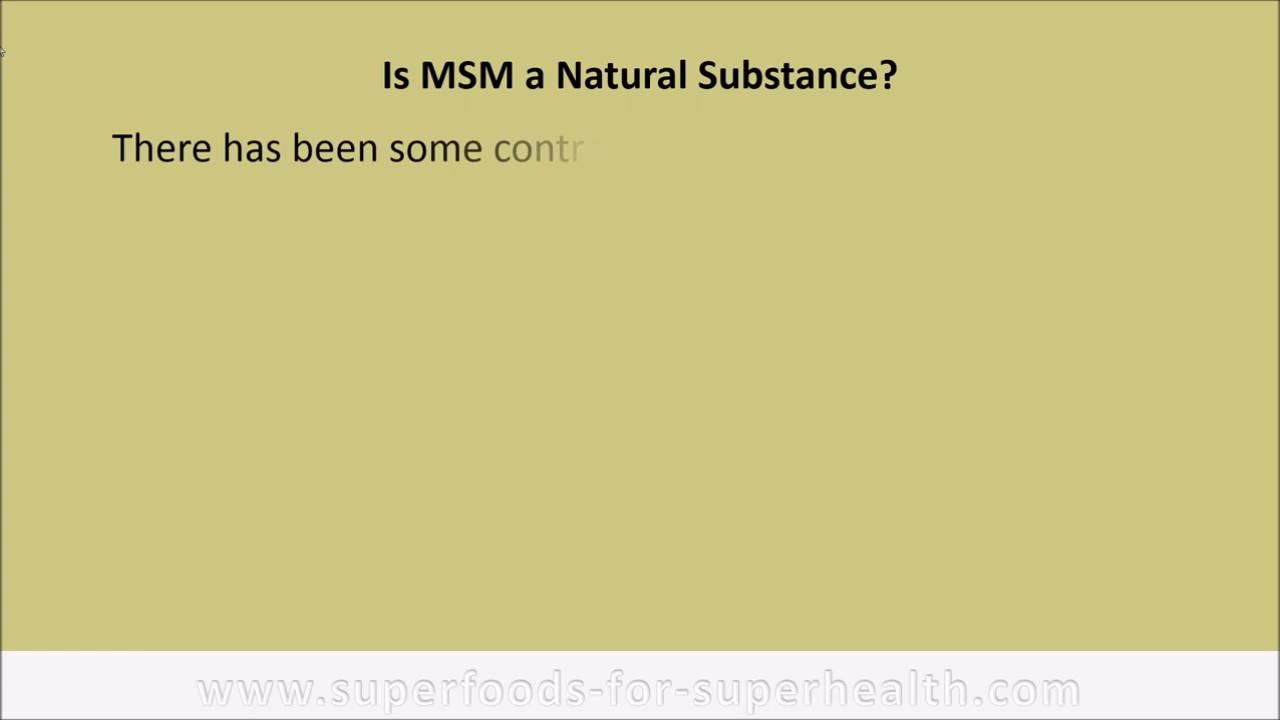 Is MSM a Natural Substance?
There has been some contr
www.superfoods-for-superhealth.com